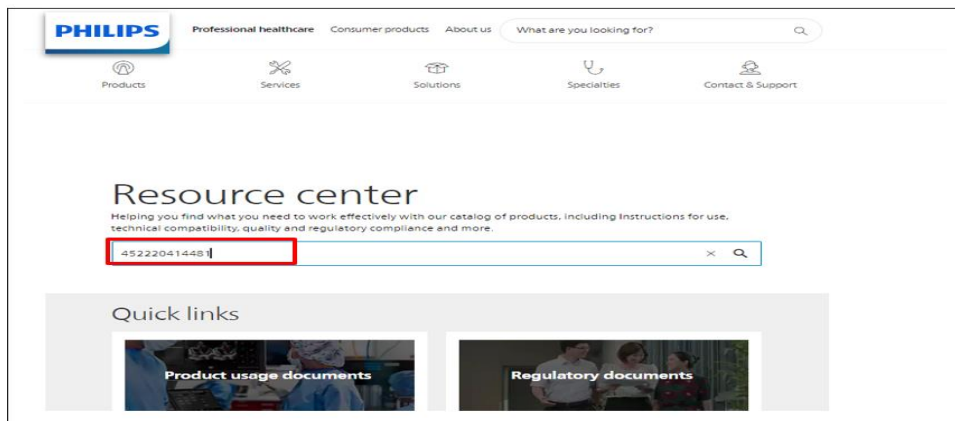 PHILIPS
Professional healthcare Consumer products About us What are you looking for?
Products Services Solutions Specialties Contact & Support
Resource center
Helping you find what you need to work effectively with our catalog of products, including Instructions for use,
technical compatibility, quality and regulatory compliance and more.
452220414481
Quick links
Product usage documents Regulatory documents